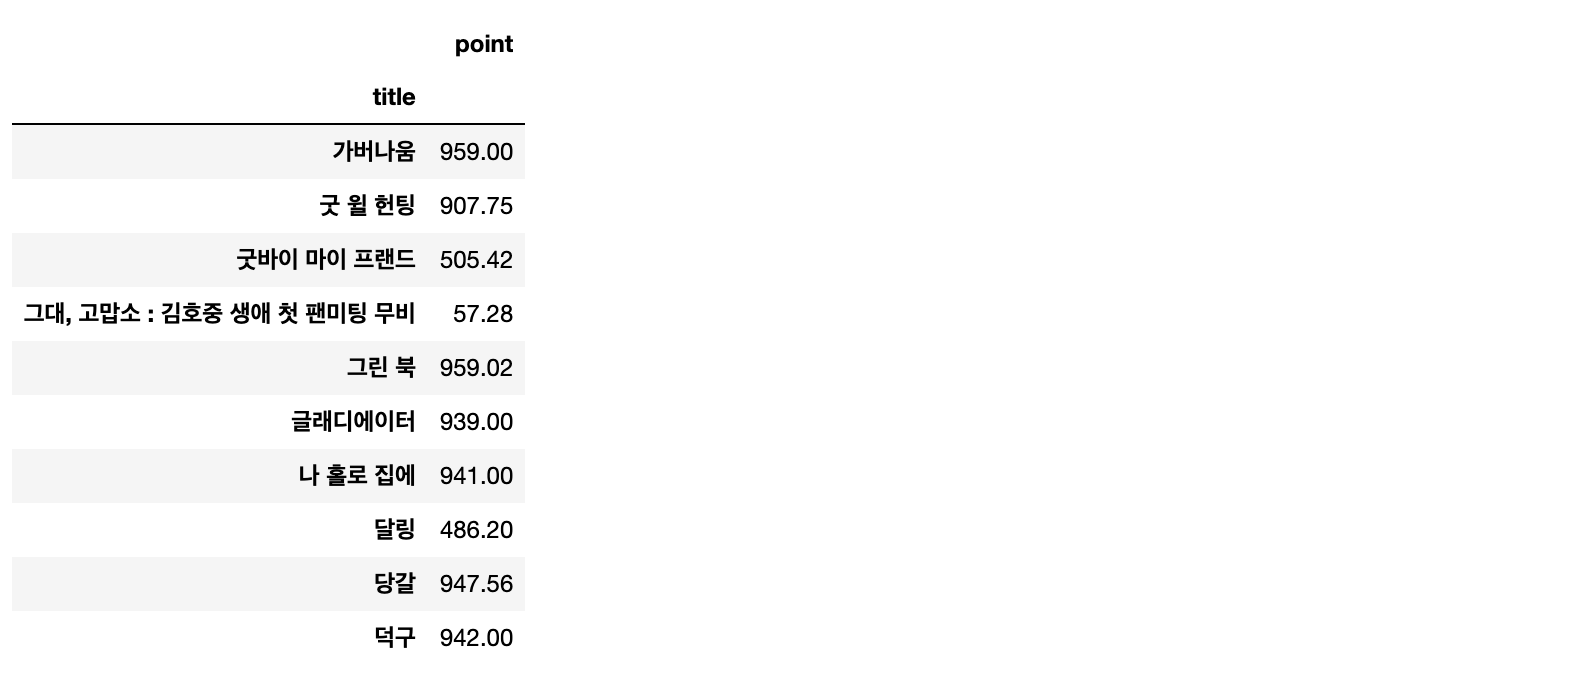 point
title
가버나움 959.00
굿 윌 헌팅 907.75
굿바이 마이 프랜드 505.42
그대, 고맙소 : 김호중 생애 첫 팬미팅 무비 57.28
그린 북 959.02
글래디에이터 939.00
나 홀로 집에 941.00
달링 486.20
당갈 947.56
덕구 942.00